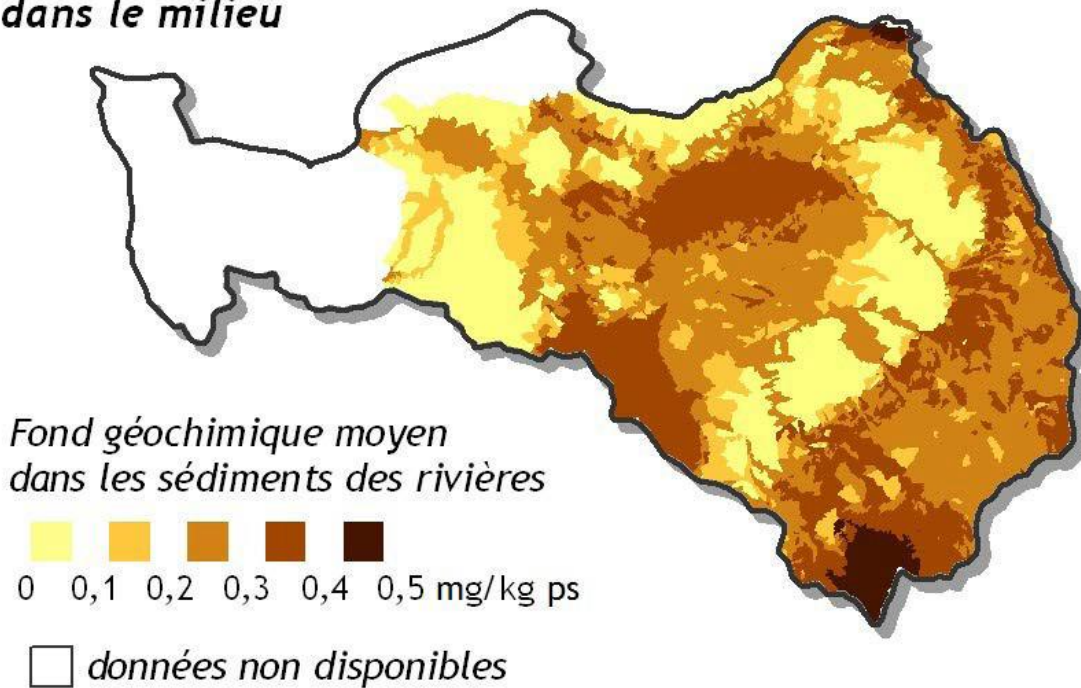 dans le milieu
Fond géochimique moyen
dans les sédiments des rivières
0 0,1 0,2 0,3 0,4 0,5 mg/kg ps
données non disponibles